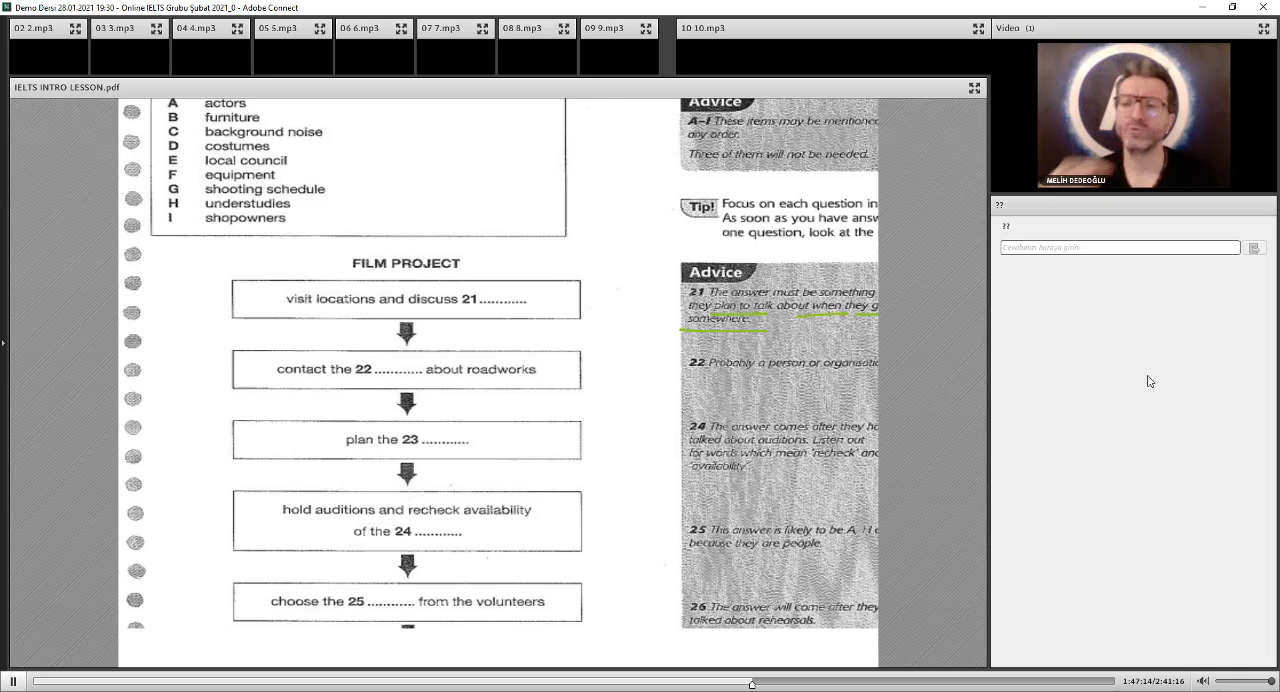 Demo Dersi 28.01.2021 19:30 - Online IELTS Grubu Şubat 2021_0 - Adobe Connect
02 2.mp3
03 3.mp3
04 4.mp3
05 5.mp3
06 6.mp3
07 7.mp3
08 8.mp3
09 9.mp3
10 10.mp3
Video (1)
IELTS INTRO LESSON.pdf
A actors
B furniture
C background noise
D costumes
E local council
F equipment
G shooting schedule
H understudies
I shopowners
FILM PROJECT
visit locations and discuss 21 ............
contact the 22 ............ about roadworks
plan the 23 ............
hold auditions and recheck availability
of the 24 ............
choose the 25 ............ from the volunteers
Advice
A–I These items may be mentioned
any order.
Three of them will not be needed.
Tip! Focus on each question in
As soon as you have answ
one question, look at the
Advice
21 The answer must be something
they plan to talk about when they g
somewhere.
22 Probably a person or organisatio
24 The answer comes after they ha
talked about auditions. Listen out
for words which mean 'recheck' and
'availability'.
25 This answer is likely to be A, H o
because they are people.
26 The answer will come after they
talked about rehearsals.
MELİH DEDEOĞLU
??
??
Cevabınızı buraya girin
1:47:14/2:41:16